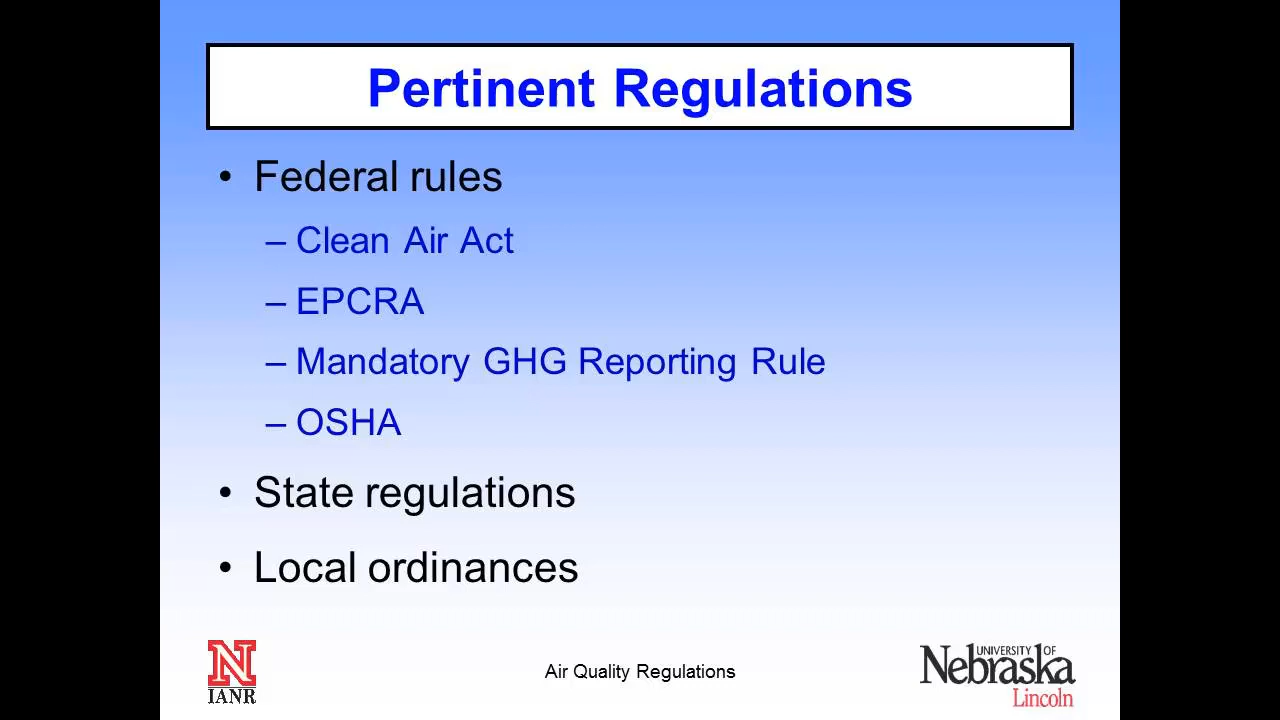 Pertinent Regulations
• Federal rules
– Clean Air Act
– EPCRA
– Mandatory GHG Reporting Rule
– OSHA
• State regulations
• Local ordinances
N
IANR
Air Quality Regulations
UNIVERSITY OF
Nebraska
Lincoln